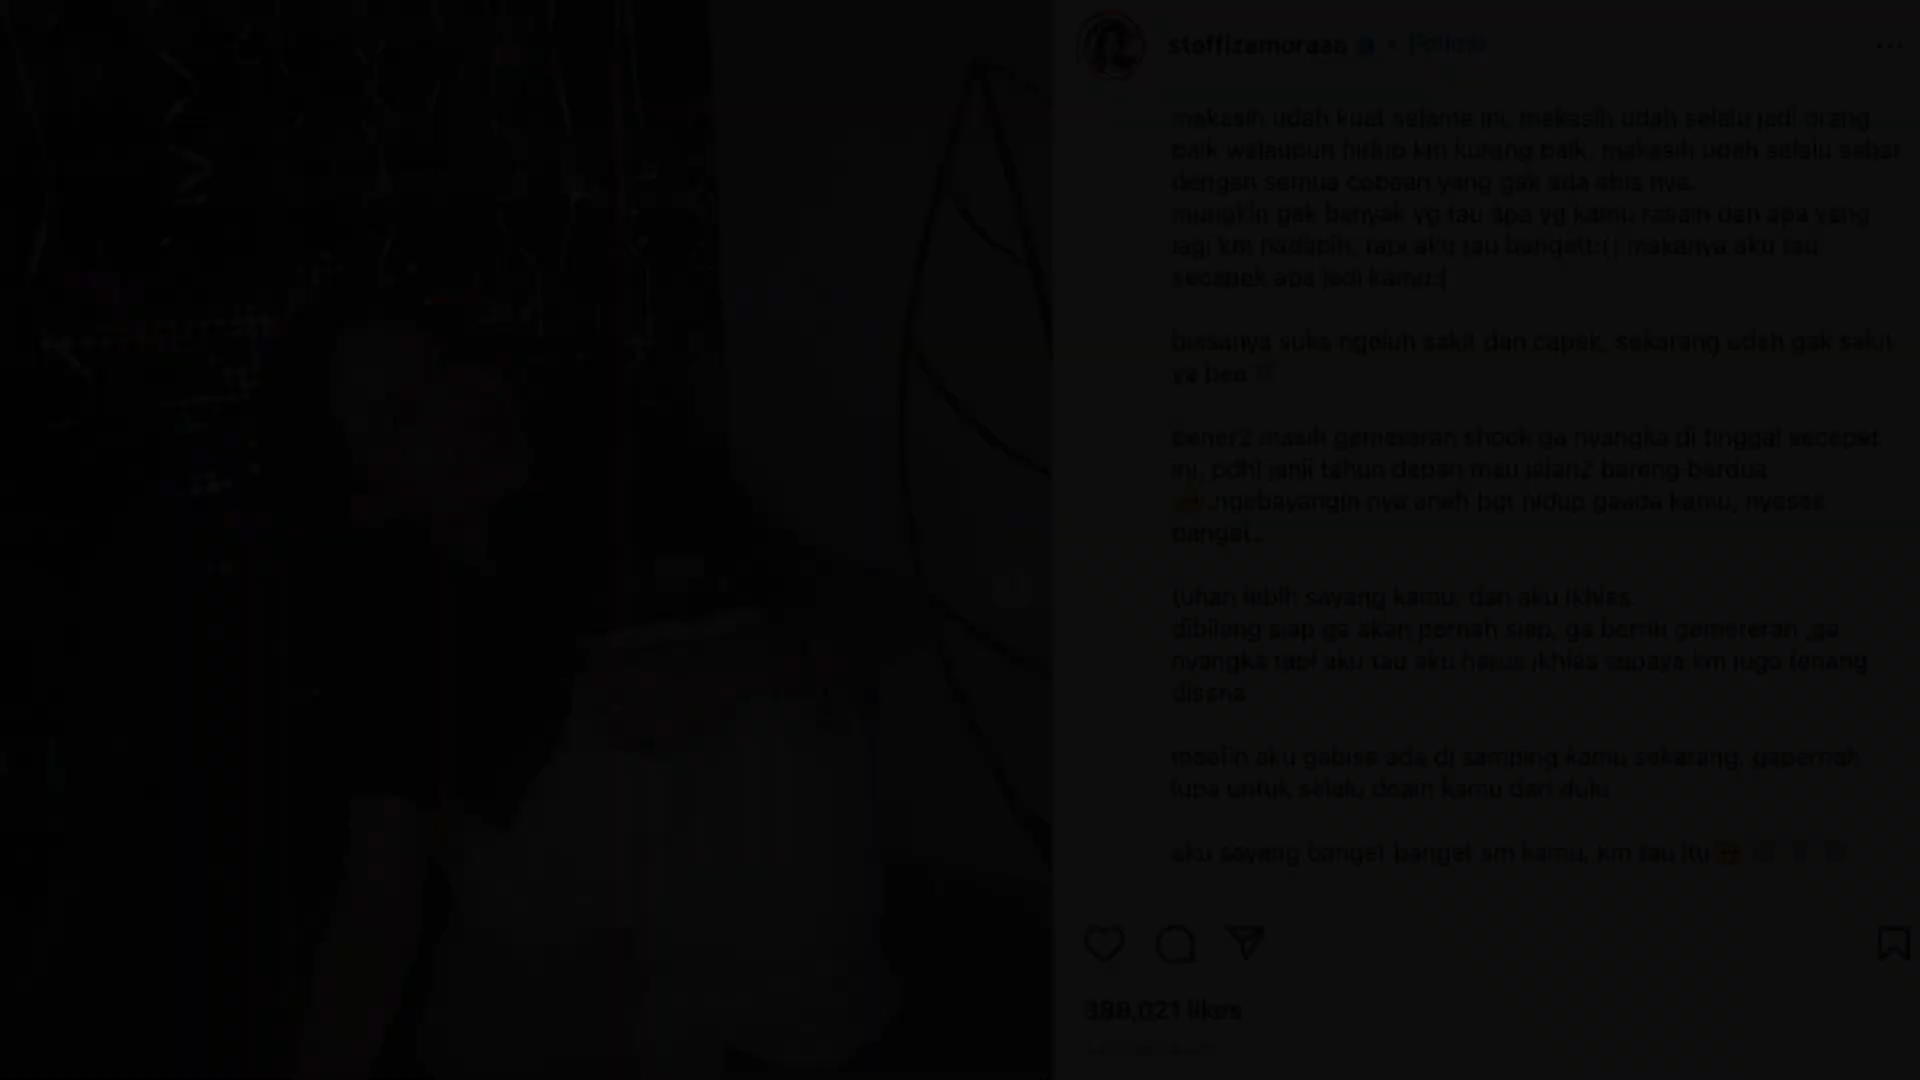 steffizamoraaa • Follow
makasih udah kuat selama ini, makasih udah selalu jadi orang
baik walaupun hidup km kurang baik, makasih udah selalu sabar
dengan semua cobaan yang gak ada abis nya.
mungkin gak banyak yg tau apa yg kamu rasain dan apa yang
lagi km hadapin, tapi aku tau bangett:(( makanya aku tau
secapek apa jadi kamu:(
biasanya suka ngeluh sakit dan capek, sekarang udah gak sakit
ya bea
bener2 masih gemeteran shock ga nyangka di tinggal secepat
ini, pdhl janji tahun depan mau jalan2 bareng berdua
ngebayangin nya aneh bgt hidup gaada kamu, nyesek
banget..
tuhan lebih sayang kamu, dan aku ikhlas
dibilang siap ga akan pernah siap, ga berhti gemeteran ,ga
nyangka tapi aku tau aku harus ikhlas supaya km juga tenang
disana
maafin aku gabisa ada di samping kamu sekarang, gapernah
lupa untuk selalu doain kamu dari dulu
aku sayang banget banget sm kamu, km tau itu
388,021 likes